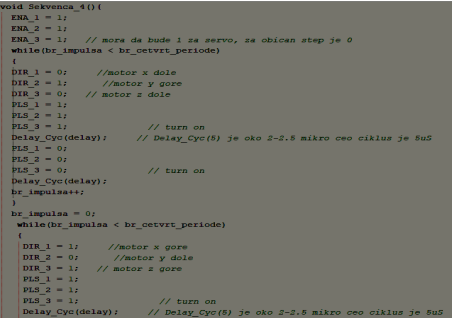 void Sekvenca_4(){
ENA_1 = 1;
ENA_2 = 1;
ENA_3 = 1; // mora da bude 1 za servo, za obican step je 0
while(br_impulsa < br_cetvrt_periode)
{
DIR_1 = 0; //motor x dole
DIR_2 = 1; //motor y gore
DIR_3 = 0; // motor z dole
PLS_1 = 1;
PLS_2 = 1;
PLS_3 = 1; // turn on
Delay_Cyc(delay); // Delay_Cyc(5) je oko 2-2.5 mikro ceo ciklus je 5uS
PLS_1 = 0;
PLS_2 = 0;
PLS_3 = 0; // turn on
Delay_Cyc(delay);
br_impulsa++;
}
br_impulsa = 0;
while(br_impulsa < br_cetvrt_periode)
{
DIR_1 = 1; //motor x gore
DIR_2 = 0; //motor y dole
DIR_3 = 1; // motor z gore
PLS_1 = 1;
PLS_2 = 1;
PLS_3 = 1; // turn on
Delay_Cyc(delay); // Delay_Cyc(5) je oko 2-2.5 mikro ceo ciklus je 5uS